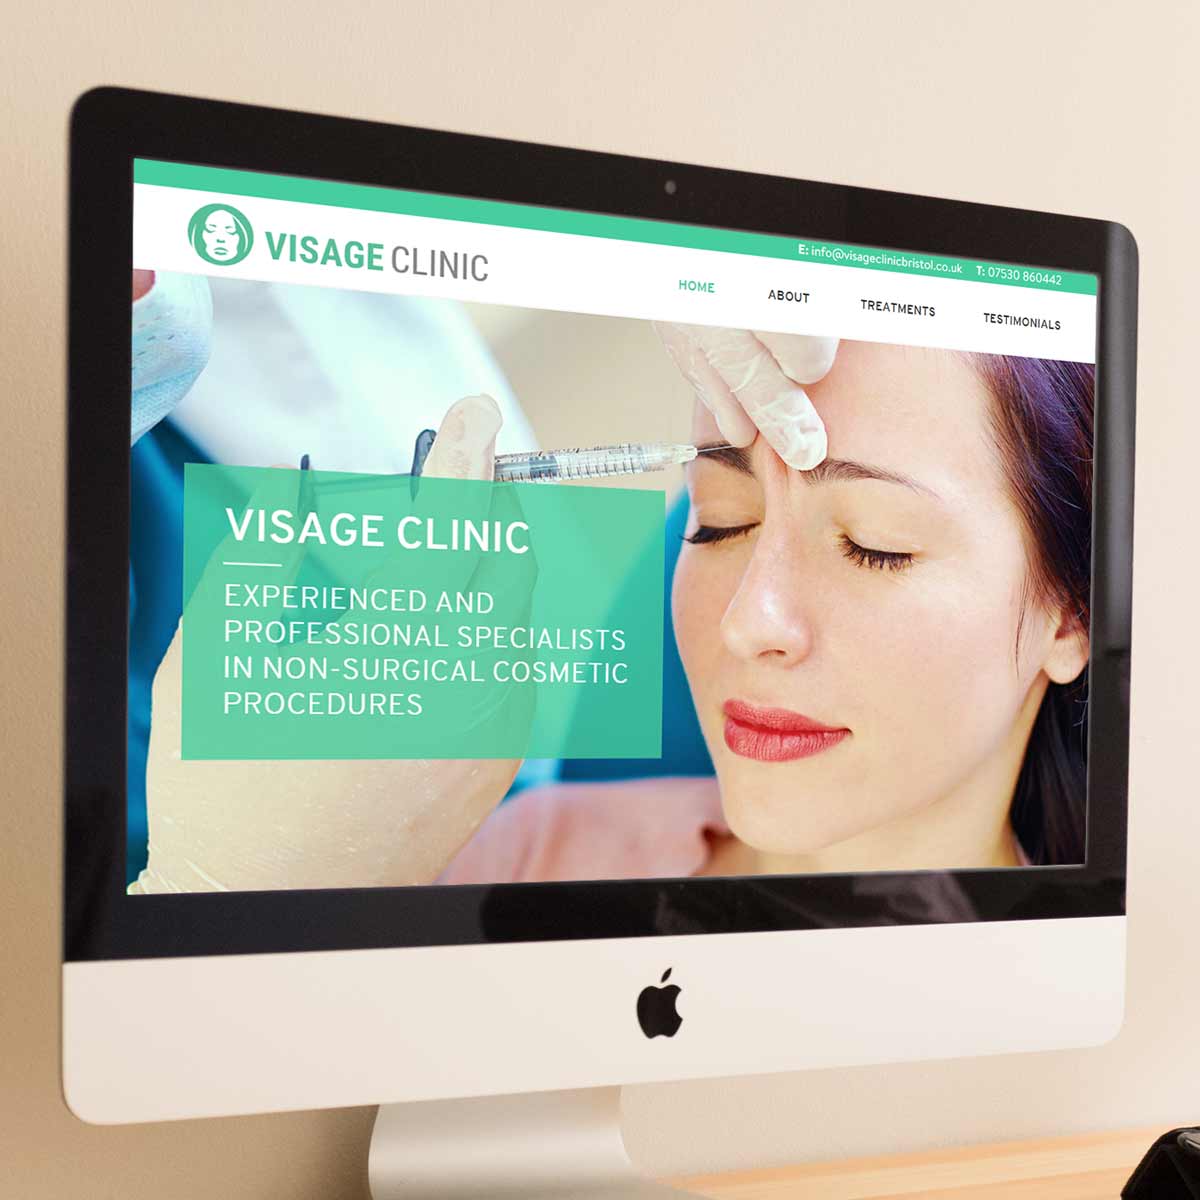 E: info@visageclinicbristol.co.uk T: 07530 860442
VISAGE CLINIC
HOME ABOUT TREATMENTS TESTIMONIALS
VISAGE CLINIC
EXPERIENCED AND
PROFESSIONAL SPECIALISTS
IN NON-SURGICAL COSMETIC
PROCEDURES